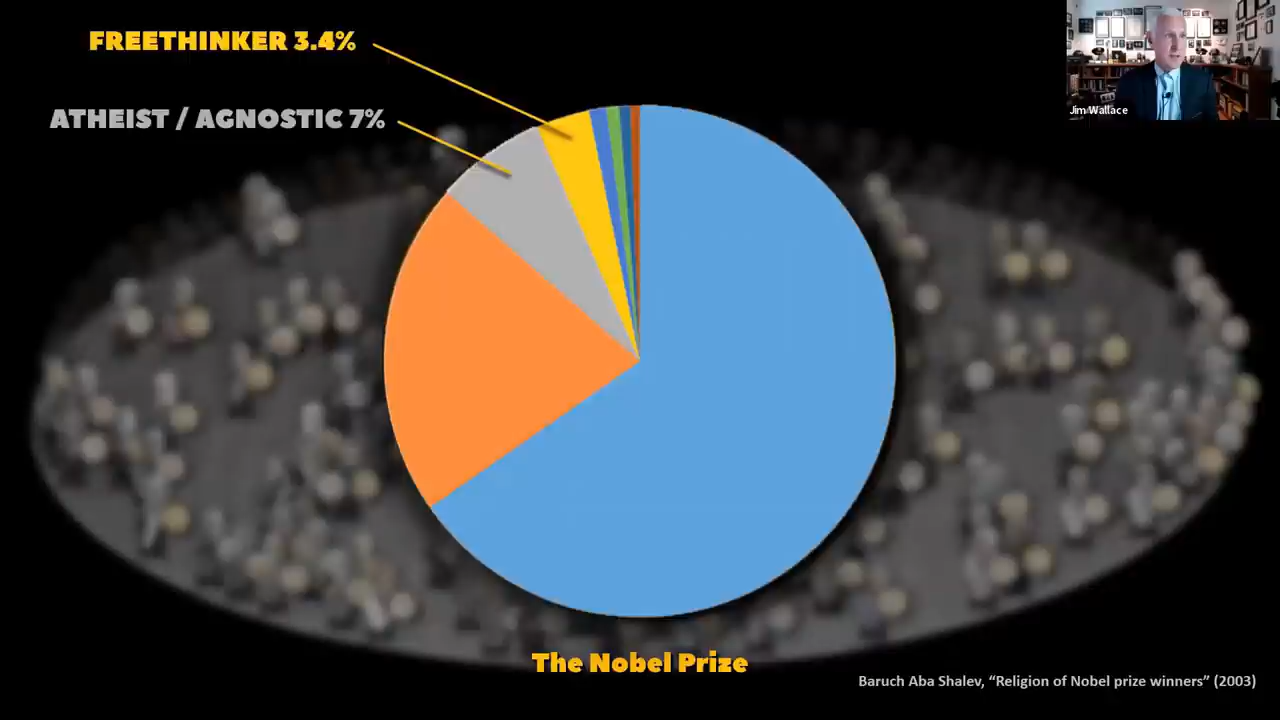 FREETHINKER 3.4%
ATHEIST / AGNOSTIC 7%
Jim Wallace
The Nobel Prize
Baruch Aba Shalev, “Religion of Nobel prize winners” (2003)